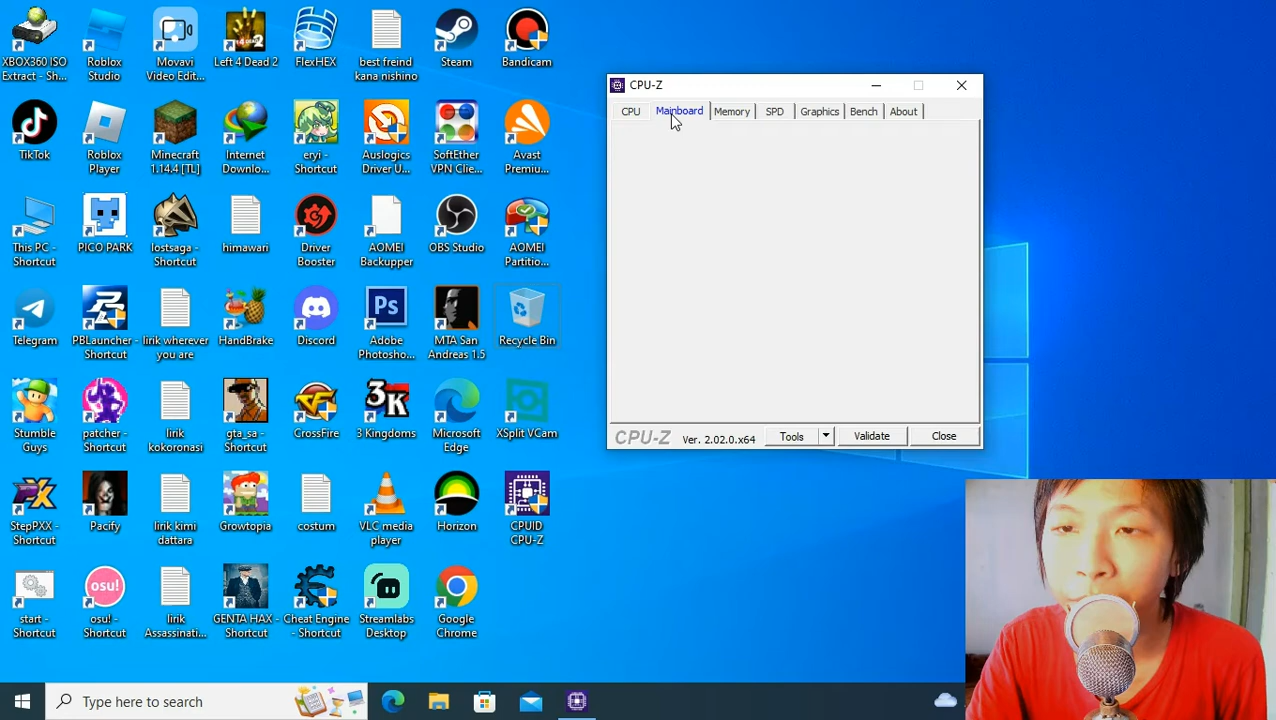 XBOX360 ISO
Extract - Sh...
Roblox
Studio
Movavi
Video Edit...
Left 4 Dead 2
FlexHEX
best freind
kana nishino
Steam
Bandicam
TikTok
Roblox
Player
Minecraft
1.14.4 [TL]
Internet
Downlo...
eryi -
Shortcut
Auslogics
Driver U...
SoftEther
VPN Clie...
Avast
Premiu...
This PC -
Shortcut
PICO PARK
lostsaga -
Shortcut
himawari
Driver
Booster
AOMEI
Backupper
OBS Studio
AOMEI
Partitio...
Telegram
PBLauncher -
Shortcut
lirik wherever
you are
HandBrake
Discord
Ps
Adobe
Photosho...
MTA San
Andreas 1.5
Recycle Bin
Stumble
Guys
patcher -
Shortcut
lirik
kokoronasi
gta_sa -
Shortcut
CF
CrossFire
3K
3 Kingdoms
Microsoft
Edge
XSplit VCam
StepPXX -
Shortcut
Pacify
lirik kimi
dattara
Growtopia
costum
VLC media
player
Horizon
CPUID
CPU-Z
start -
Shortcut
osu!
osu! -
Shortcut
lirik
Assassinati...
GENTA HAX -
Shortcut
Cheat Engine
- Shortcut
Streamlabs
Desktop
Google
Chrome
CPU-Z
CPU Mainboard Memory SPD Graphics Bench About
CPU-Z Ver. 2.02.0.x64 Tools Validate Close
Type here to search